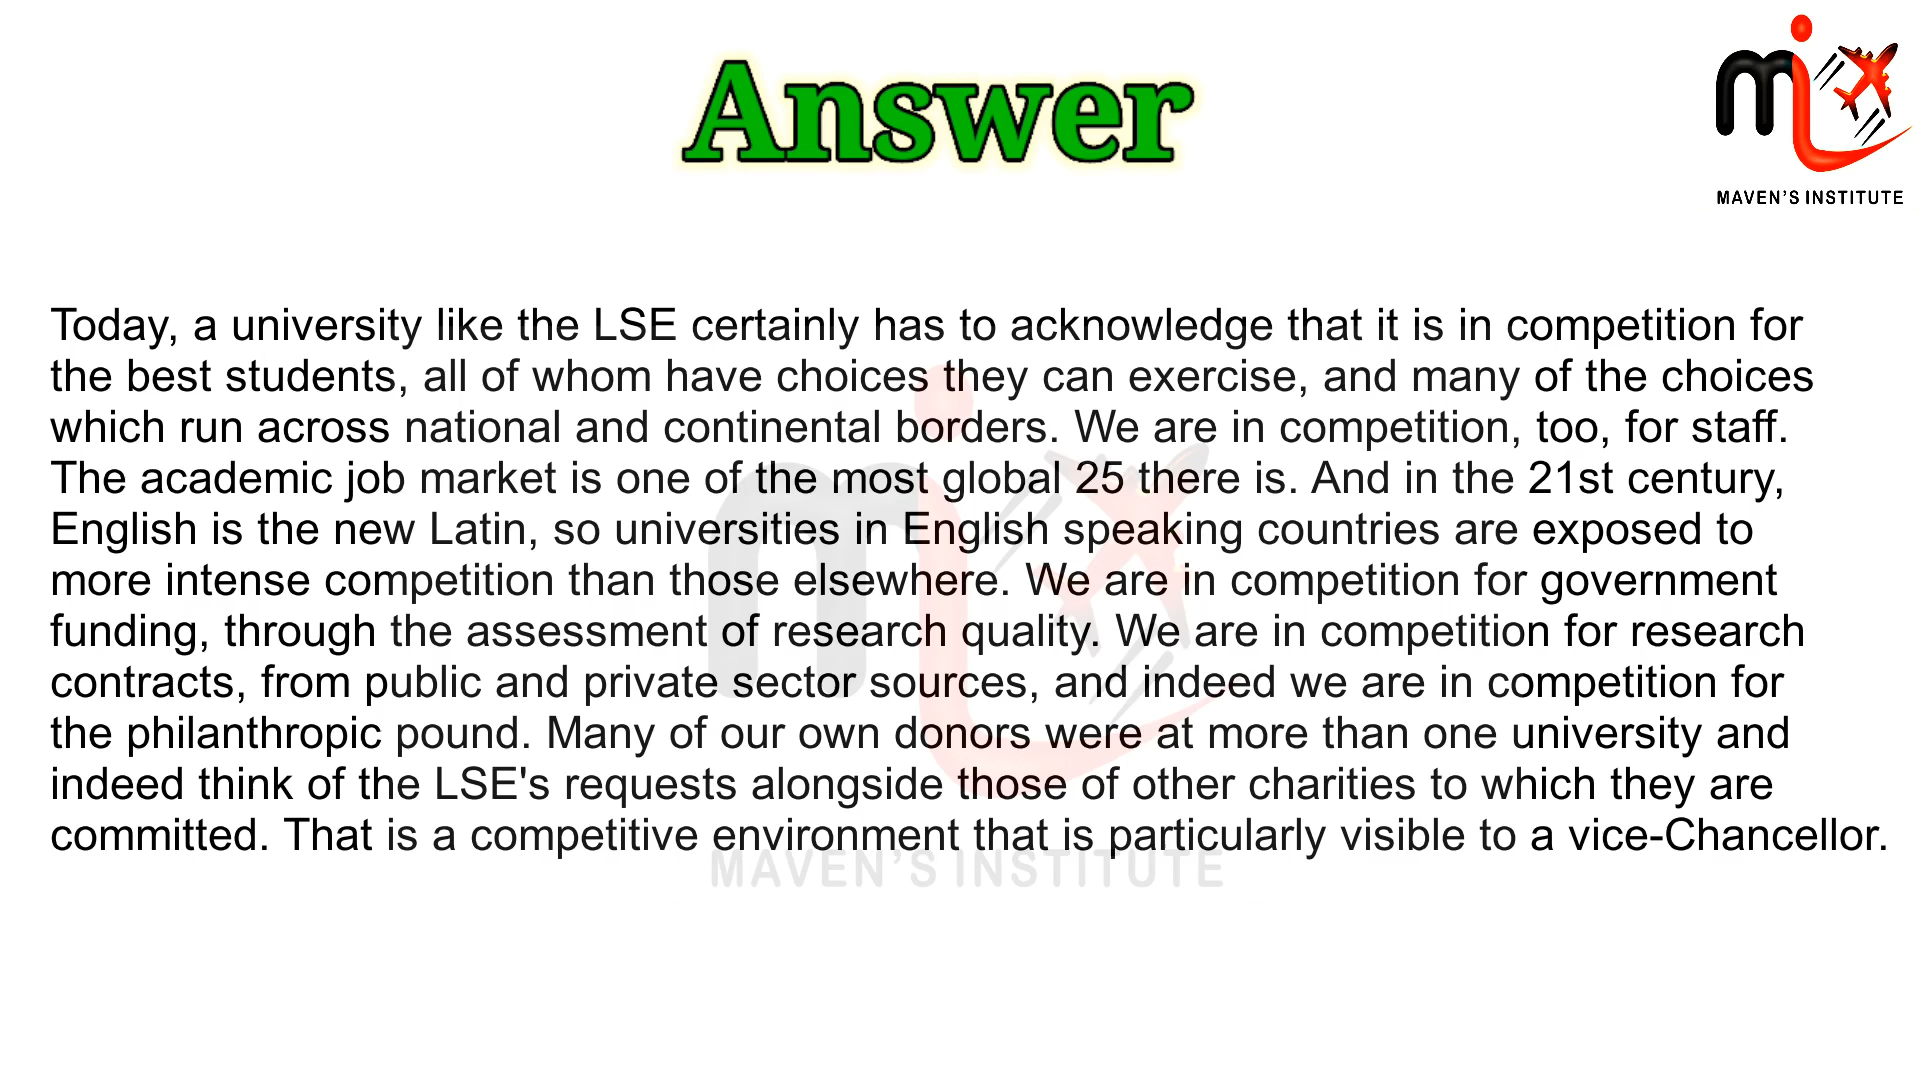 Answer
MAVEN'S INSTITUTE
Today, a university like the LSE certainly has to acknowledge that it is in competition for
the best students, all of whom have choices they can exercise, and many of the choices
which run across national and continental borders. We are in competition, too, for staff.
The academic job market is one of the most global 25 there is. And in the 21st century,
English is the new Latin, so universities in English speaking countries are exposed to
more intense competition than those elsewhere. We are in competition for government
funding, through the assessment of research quality. We are in competition for research
contracts, from public and private sector sources, and indeed we are in competition for
the philanthropic pound. Many of our own donors were at more than one university and
indeed think of the LSE's requests alongside those of other charities to which they are
committed. That is a competitive environment that is particularly visible to a vice-Chancellor.
MAVEN'S INSTITUTE